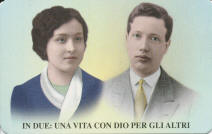 IN DUE: UNA VITA CON DIO PER GLI ALTRI